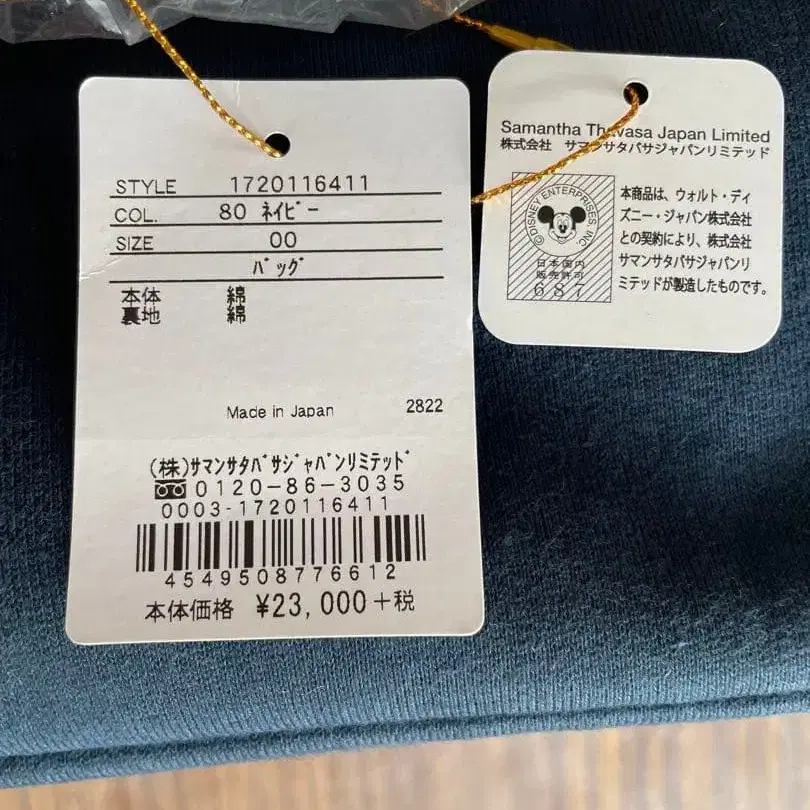 STYLE 1720116411
COL. 80 ﾈｲﾋﾞｰ
SIZE 00
ﾊﾞｯｸﾞ
本体 綿
裏地 綿
Made in Japan 2822
(株)ｻﾏﾝｻﾀﾊﾞｻｼﾞｬﾊﾟﾝﾘﾐﾃｯﾄﾞ
0120-86-3035
0003-1720116411
4549508776612
本体価格 ¥23,000+税
Samantha Thavasa Japan Limited
株式会社 サマンサタバサジャパンリミテッド
©DISNEY ENTERPRISES INC.
日本国内
販売許可
687
本商品は、ウォルト・ディ
ズニー・ジャパン株式会社
との契約により、株式会社
サマンサタバサジャパンリ
ミテッドが製造したものです。